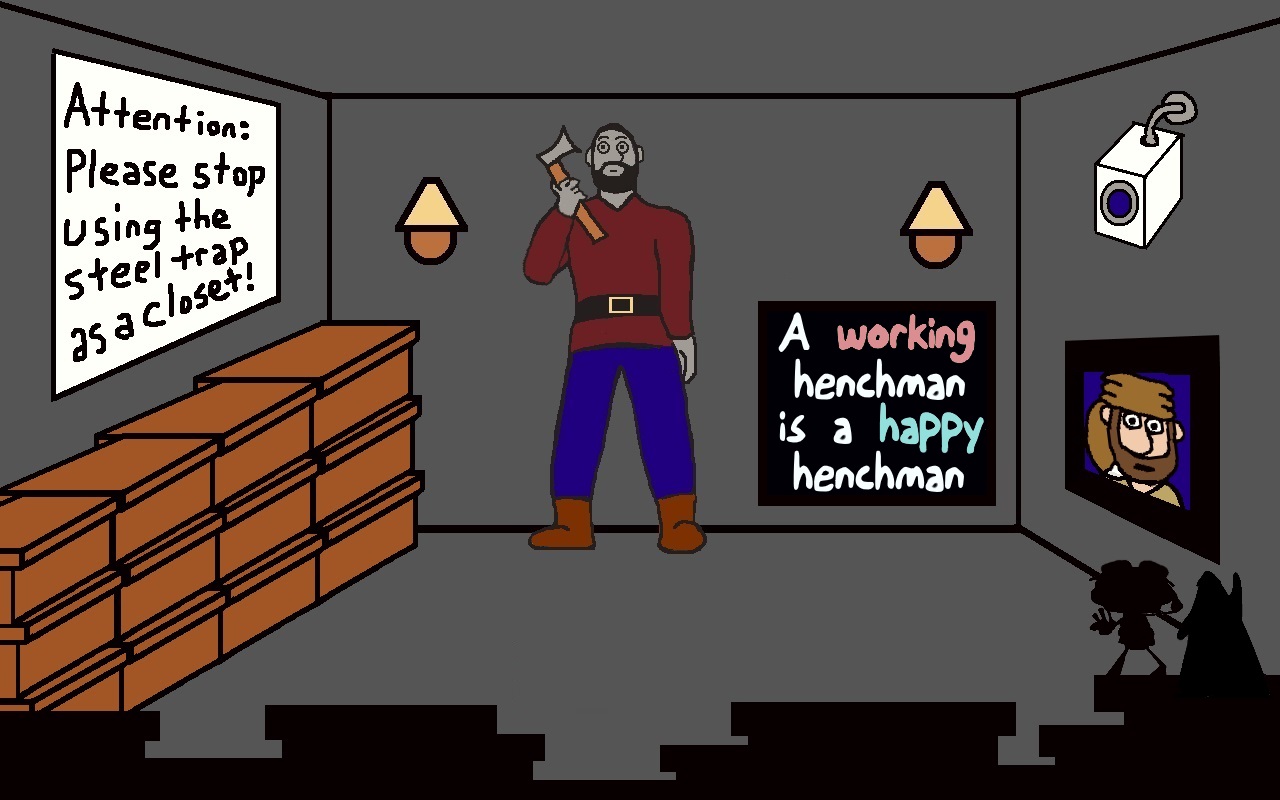 Attention:
Please stop
using the
steel trap
as a closet!
A working
henchman
is a happy
henchman